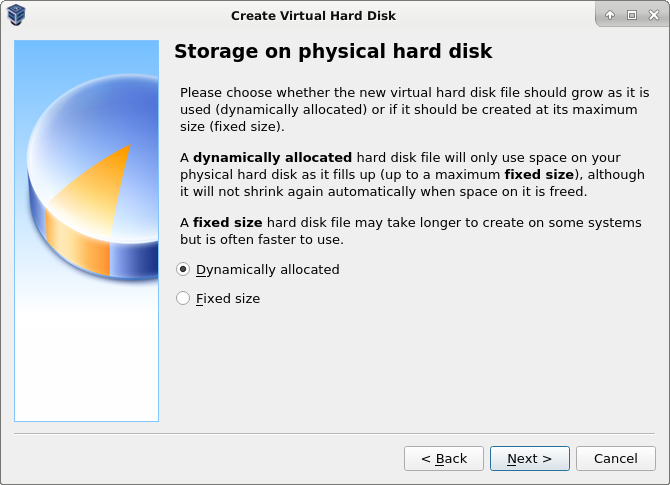 Create Virtual Hard Disk
Storage on physical hard disk
Please choose whether the new virtual hard disk file should grow as it is
used (dynamically allocated) or if it should be created at its maximum
size (fixed size).
A dynamically allocated hard disk file will only use space on your
physical hard disk as it fills up (up to a maximum fixed size), although
it will not shrink again automatically when space on it is freed.
A fixed size hard disk file may take longer to create on some systems
but is often faster to use.
Dynamically allocated
Fixed size
< Back Next > Cancel